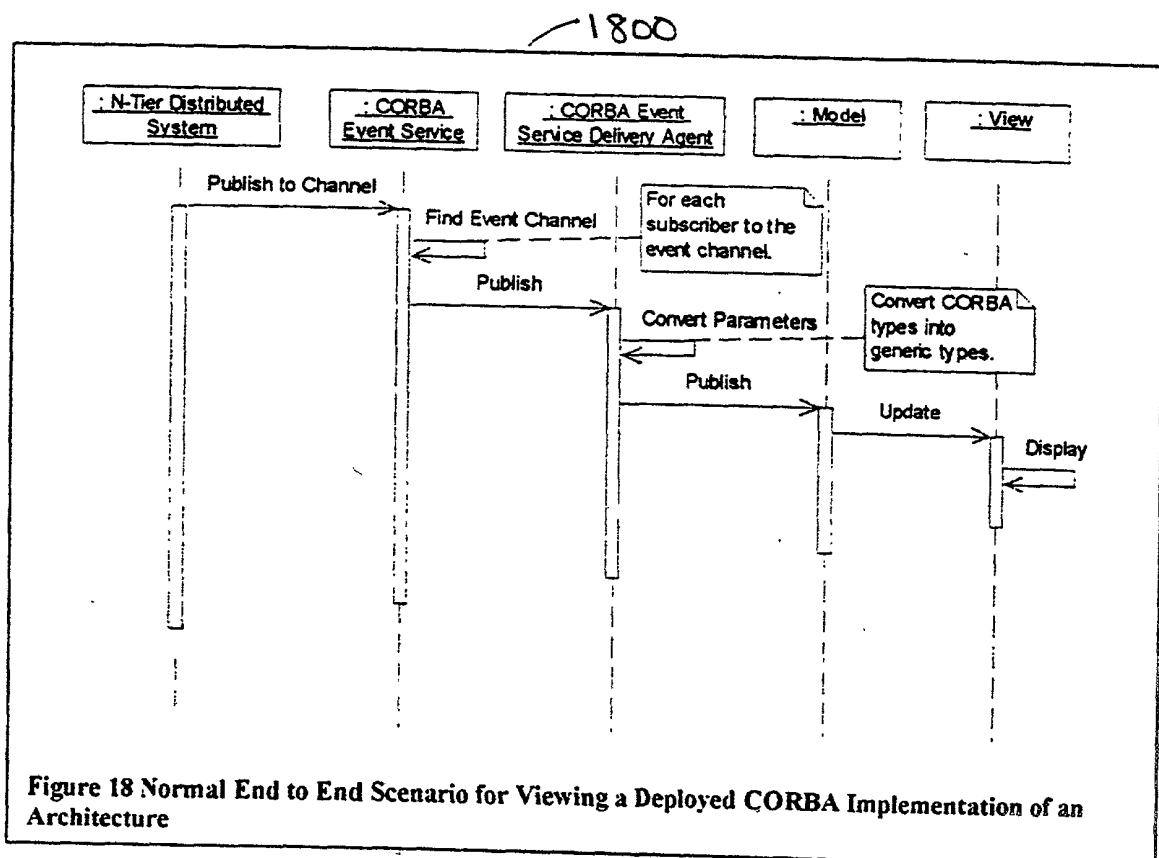 1800
: N-Tier Distributed
System
: CORBA
Event Service
: CORBA Event
Service Delivery Agent
: Model
: View
Publish to Channel
Find Event Channel
For each
subscriber to the
event channel.
Publish
Convert Parameters
Convert CORBA
types into
generic types.
Publish
Update
Display
Figure 18 Normal End to End Scenario for Viewing a Deployed CORBA Implementation of an
Architecture